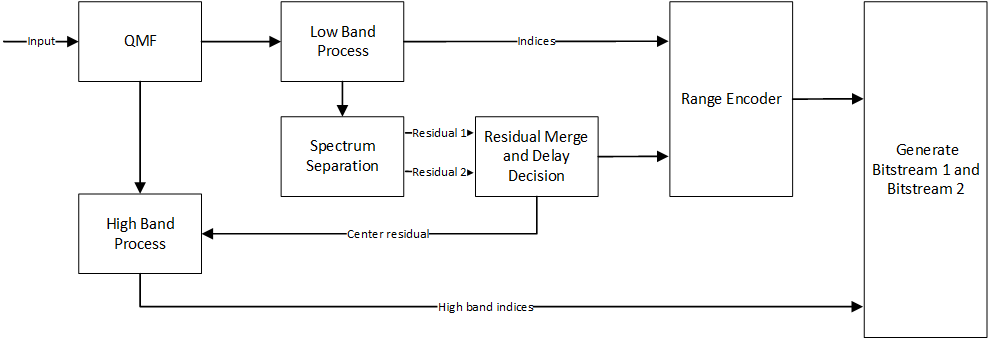 Input
QMF
Low Band
Process
Indices
Range Encoder
Spectrum
Separation
Residual 1
Residual 2
Residual Merge
and Delay
Decision
Generate
Bitstream 1 and
Bitstream 2
High Band
Process
Center residual
High band indices